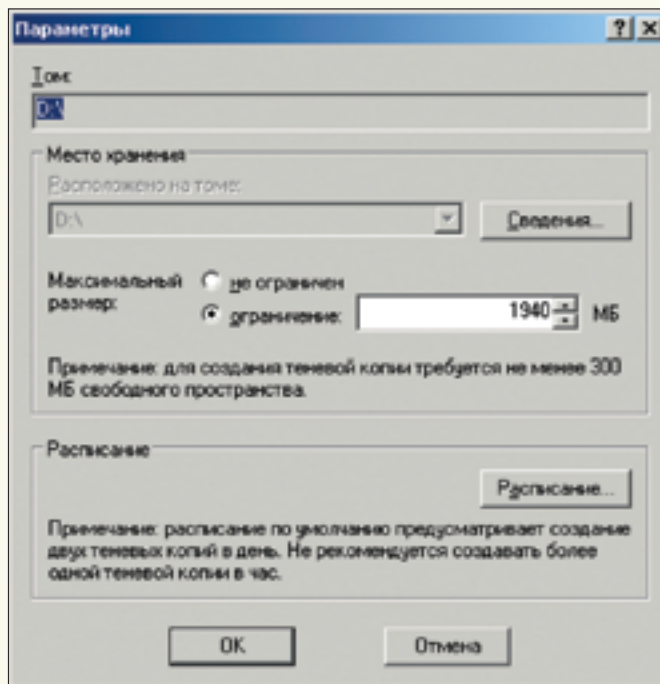 Параметры
Том:
D:\
Место хранения
Расположено на томе:
D:\
Сведения...
Максимальный размер:
не ограничен
ограничение:
1940
МБ
Примечание: для создания теневой копии требуется не менее 300
МБ свободного пространства.
Расписание
Расписание...
Примечание: расписание по умолчанию предусматривает создание
двух теневых копий в день. Не рекомендуется создавать более
одной теневой копии в час.
OK
Отмена